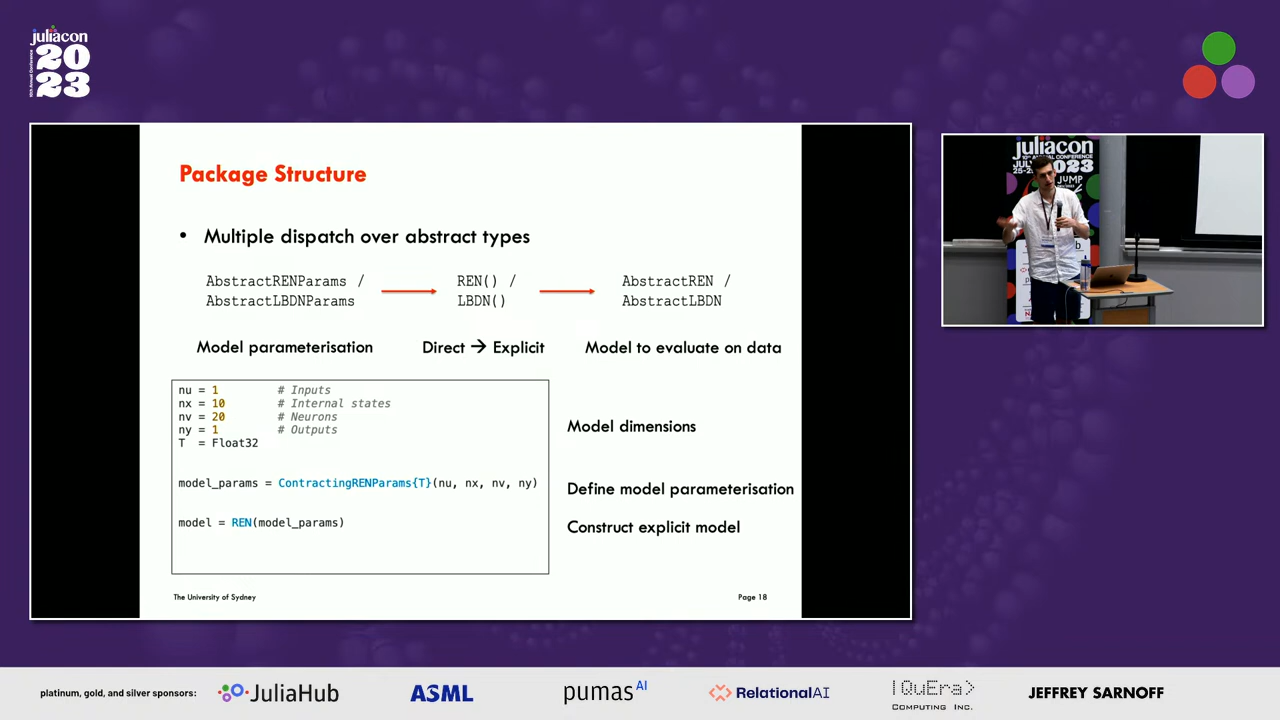 juliacon
20
23
Package Structure
• Multiple dispatch over abstract types
AbstractRENParams /
AbstractLBDNParams
REN() /
LBDN()
AbstractREN /
AbstractLBDN
Model parameterisation
Direct → Explicit
Model to evaluate on data
nu = 1 # Inputs
nx = 10 # Internal states
nv = 20 # Neurons
ny = 1 # Outputs
T = Float32
model_params = ContractingRENParams{T}(nu, nx, nv, ny)
model = REN(model_params)
Model dimensions
Define model parameterisation
Construct explicit model
The University of Sydney
Page 18
juliacon
2023
JUMP
platinum, gold, and silver sponsors:
JuliaHub
ASML
pumas AI
RelationalAI
|QuEra>
COMPUTING INC.
JEFFREY SARNOFF